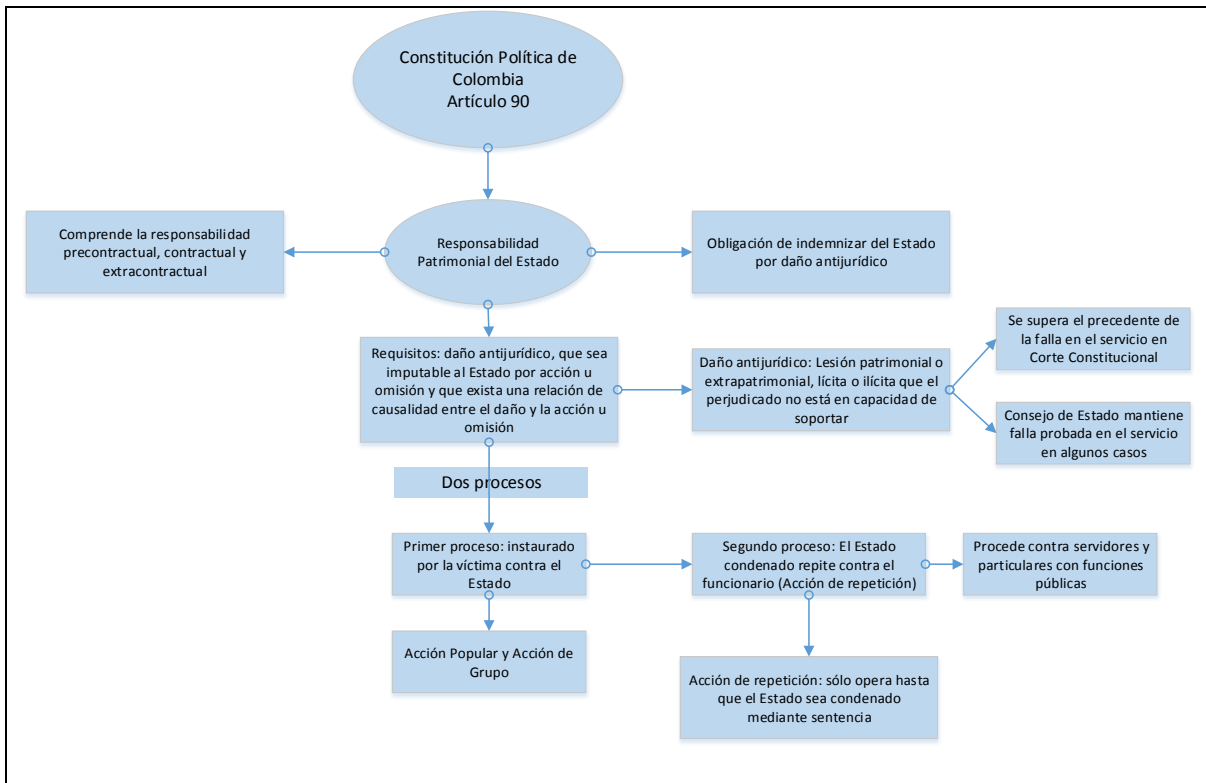 Constitución Política de
Colombia
Artículo 90
Comprende la responsabilidad
precontractual, contractual y
extracontractual
Responsabilidad
Patrimonial del Estado
Obligación de indemnizar del Estado
por daño antijurídico
Requisitos: daño antijurídico, que sea
imputable al Estado por acción u
omisión y que exista una relación de
causalidad entre el daño y la acción u
omisión
Daño antijurídico: Lesión patrimonial o
extrapatrimonial, lícita o ilícita que el
perjudicado no está en capacidad de
soportar
Se supera el precedente de
la falla en el servicio en
Corte Constitucional
Consejo de Estado mantiene
falla probada en el servicio
en algunos casos
Dos procesos
Primer proceso: instaurado
por la víctima contra el
Estado
Segundo proceso: El Estado
condenado repite contra el
funcionario (Acción de repetición)
Procede contra servidores y
particulares con funciones
públicas
Acción Popular y Acción de
Grupo
Acción de repetición: sólo opera hasta
que el Estado sea condenado
mediante sentencia